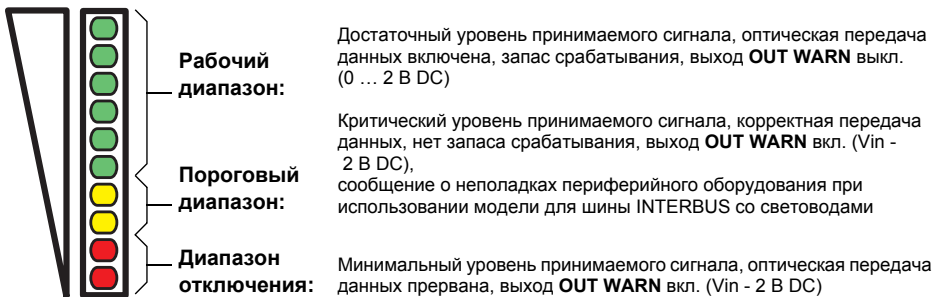 Рабочий
диапазон:
Достаточный уровень принимаемого сигнала, оптическая передача
данных включена, запас срабатывания, выход OUT WARN выкл.
(0 … 2 В DC)
Пороговый
диапазон:
Критический уровень принимаемого сигнала, корректная передача
данных, нет запаса срабатывания, выход OUT WARN вкл. (Vin -
2 В DC),
сообщение о неполадках периферийного оборудования при
использовании модели для шины INTERBUS со световодами
Диапазон
отключения:
Минимальный уровень принимаемого сигнала, оптическая передача
данных прервана, выход OUT WARN вкл. (Vin - 2 В DC)